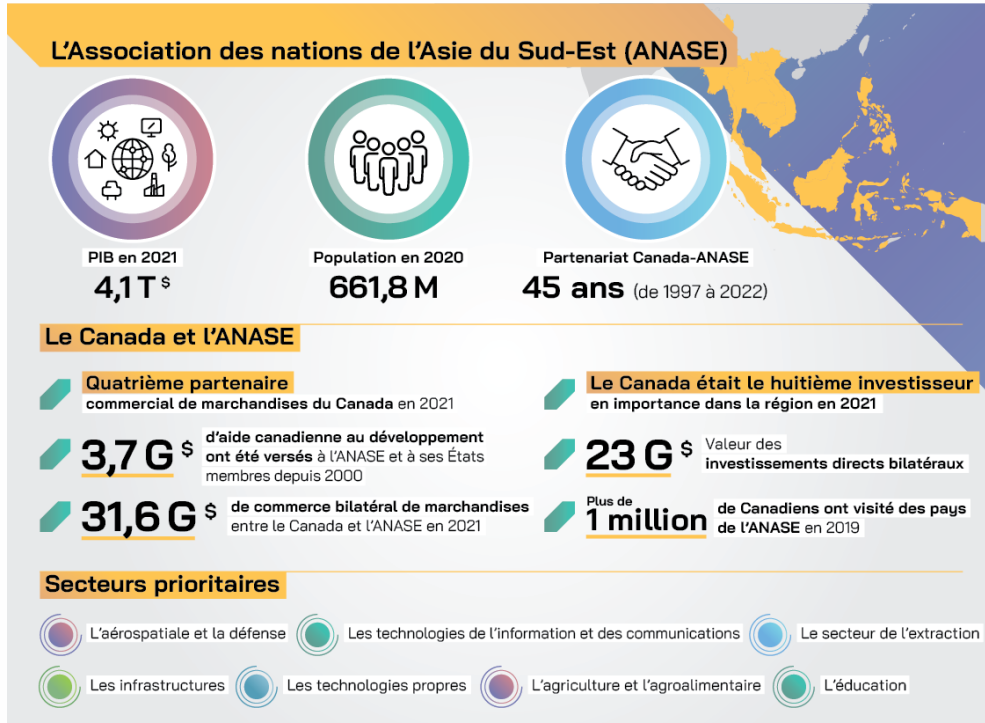 L'Association des nations de l'Asie du Sud-Est (ANASE)
PIB en 2021
4,1 T $
Population en 2020
661,8 M
Partenariat Canada-ANASE
45 ans (de 1997 à 2022)
Le Canada et l'ANASE
Quatrième partenaire
commercial de marchandises du Canada en 2021
3,7 G $
d'aide canadienne au développement
ont été versés à l'ANASE et à ses États
membres depuis 2000
31,6 G $
de commerce bilatéral de marchandises
entre le Canada et l'ANASE en 2021
Le Canada était le huitième investisseur
en importance dans la région en 2021
23 G $
Valeur des
investissements directs bilatéraux
Plus de
1 million
de Canadiens ont visité des pays
de l'ANASE en 2019
Secteurs prioritaires
L'aérospatiale et la défense
Les technologies de l'information et des communications
Le secteur de l'extraction
Les infrastructures
Les technologies propres
L'agriculture et l'agroalimentaire
L'éducation